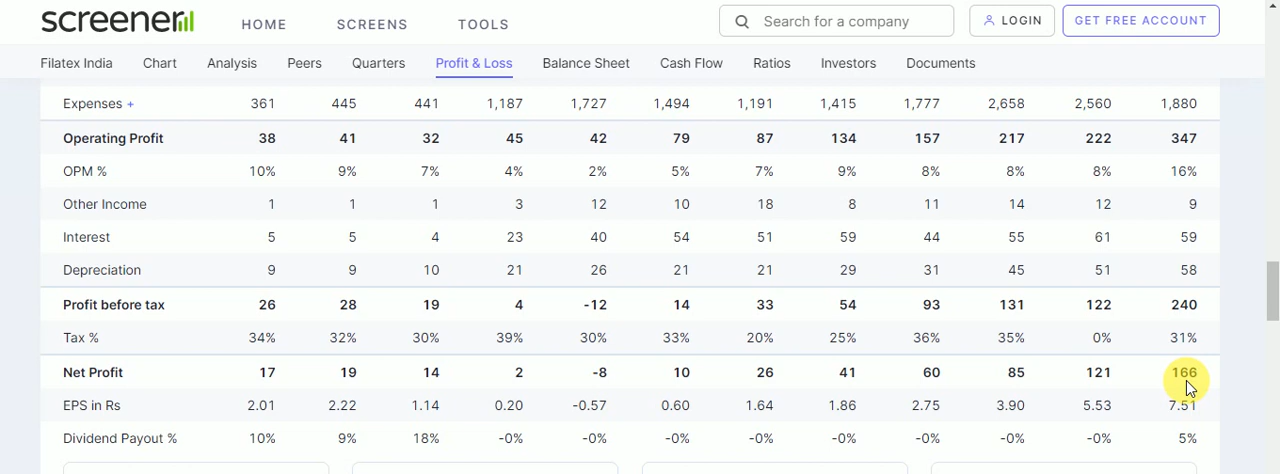 screener HOME SCREENS TOOLS Search for a company LOGIN GET FREE ACCOUNT
Filatex India Chart Analysis Peers Quarters Profit & Loss Balance Sheet Cash Flow Ratios Investors Documents
Expenses + 361 445 441 1,187 1,727 1,494 1,191 1,415 1,777 2,658 2,560 1,880
Operating Profit 38 41 32 45 42 79 87 134 157 217 222 347
OPM % 10% 9% 7% 4% 2% 5% 7% 9% 8% 8% 8% 16%
Other Income 1 1 1 3 12 10 18 8 11 14 12 9
Interest 5 5 4 23 40 54 51 59 44 55 61 59
Depreciation 9 9 10 21 26 21 21 29 31 45 51 58
Profit before tax 26 28 19 4 -12 14 33 54 93 131 122 240
Tax % 34% 32% 30% 39% 30% 33% 20% 25% 36% 35% 0% 31%
Net Profit 17 19 14 2 -8 10 26 41 60 85 121 166
EPS in Rs 2.01 2.22 1.14 0.20 -0.57 0.60 1.64 1.86 2.75 3.90 5.53 7.51
Dividend Payout % 10% 9% 18% -0% -0% -0% -0% -0% -0% -0% -0% 5%